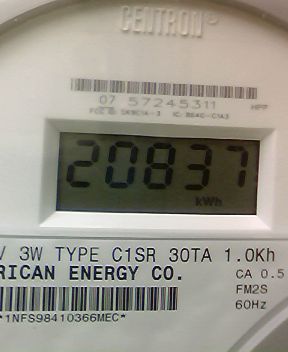 CENTRON®
07 57245311
20837
kWh
V 3W TYPE C1SR 30TA 1.0Kh
RICAN ENERGY CO.
CA 0.5
FM2S
60Hz
*1NFS98410366MEC*